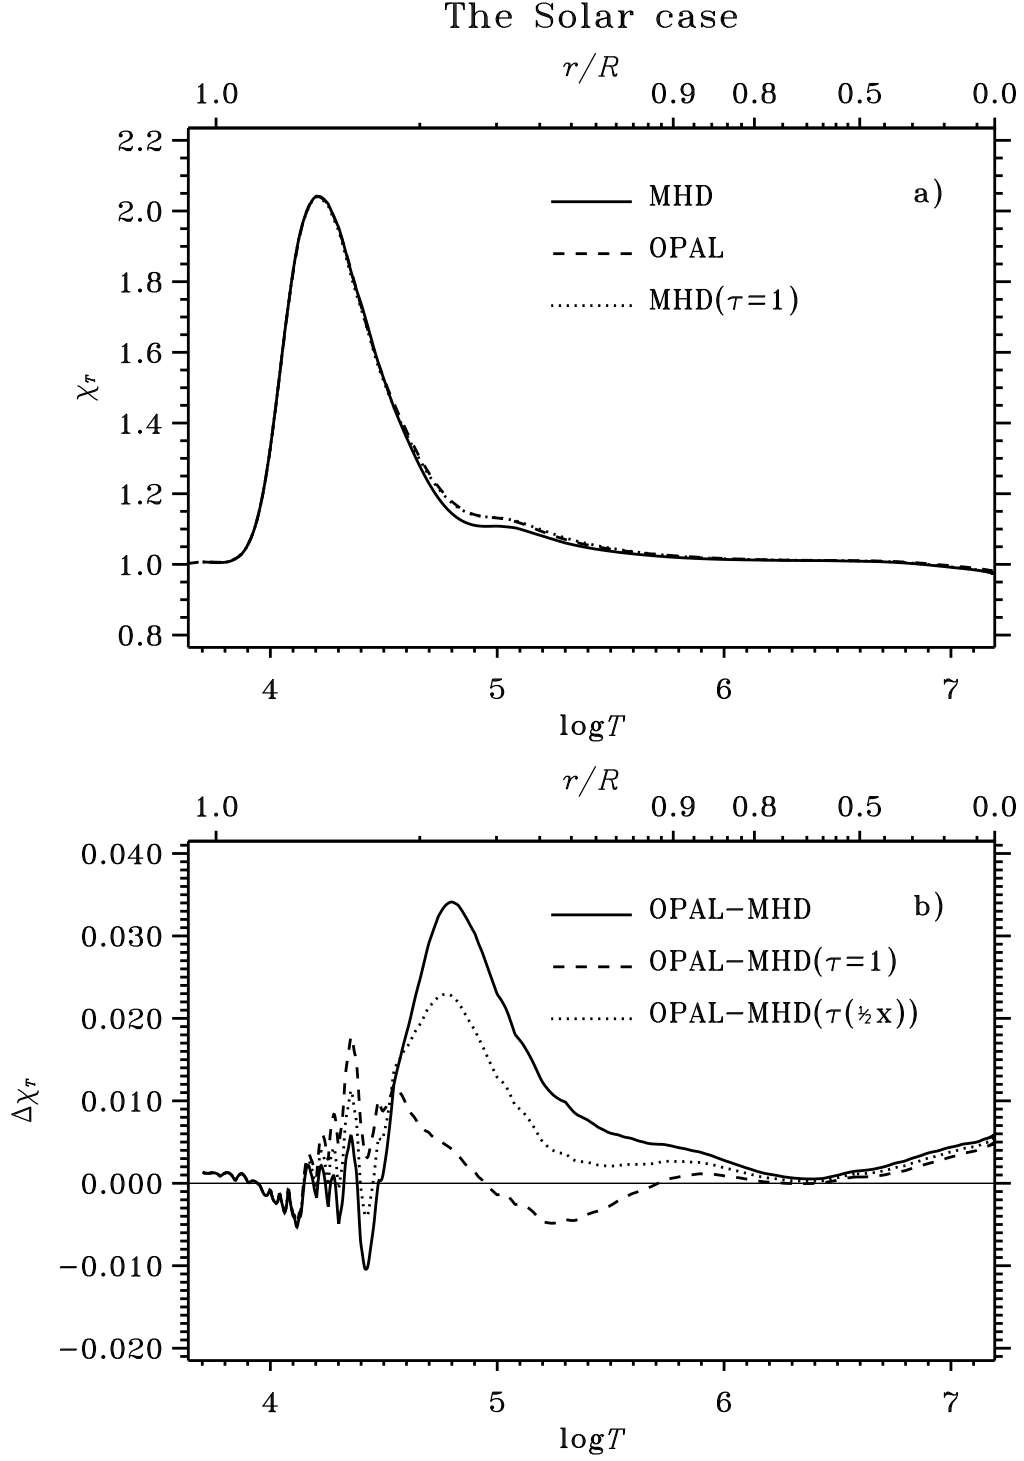 The Solar case
r/R
1.0 0.9 0.8 0.5 0.0
2.2
2.0
1.8
1.6
1.4
1.2
1.0
0.8
χT
MHD
OPAL
MHD(τ=1)
a)
4 5 6 7
logT
r/R
1.0 0.9 0.8 0.5 0.0
0.040
0.030
0.020
0.010
0.000
−0.010
−0.020
ΔχT
OPAL−MHD
OPAL−MHD(τ=1)
OPAL−MHD(τ(½x))
b)
4 5 6 7
logT